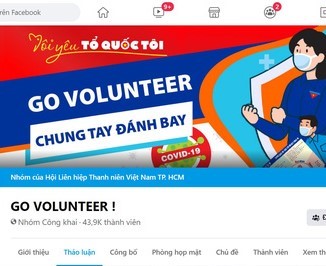 rên Facebook
9+
2
Tôi yêu TỔ QUỐC TÔI
GO VOLUNTEER
CHUNG TAY ĐÁNH BAY
COVID-19
Nhóm của Hội Liên hiệp Thanh niên Việt Nam TP. HCM
GO VOLUNTEER !
Nhóm Công khai · 43,9K thành viên
Giới thiệu Thảo luận Công bố Phòng họp mặt Chủ đề Thành viên Xem th